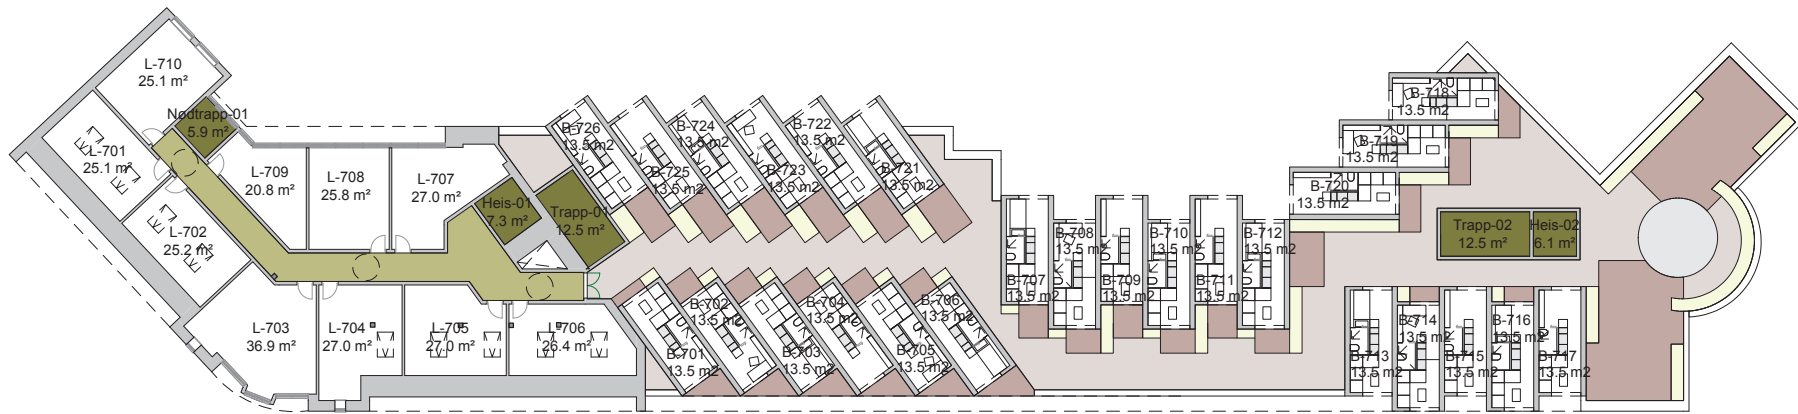 L-710
25.1 m²
Nødtrapp-01
5.9 m²
L-701
25.1 m²
L-709
20.8 m²
L-708
25.8 m²
L-707
27.0 m²
L-702
25.2 m²
Heis-01
7.3 m²
Trapp-01
12.5 m²
L-703
36.9 m²
L-704
27.0 m²
L-705
27.0 m²
L-706
26.4 m²
B-726
13.5 m2
B-725
13.5 m2
B-724
13.5 m2
B-723
13.5 m2
B-722
13.5 m2
B-721
13.5 m2
B-701
13.5 m2
B-702
13.5 m2
B-703
13.5 m2
B-704
13.5 m2
B-705
13.5 m2
B-706
13.5 m2
B-707
13.5 m2
B-708
13.5 m2
B-709
13.5 m2
B-710
13.5 m2
B-711
13.5 m2
B-712
13.5 m2
B-718
13.5 m2
B-719
13.5 m2
B-720
13.5 m2
Trapp-02
12.5 m²
Heis-02
6.1 m²
B-713
13.5 m2
B-714
13.5 m2
B-715
13.5 m2
B-716
13.5 m2
B-717
13.5 m2